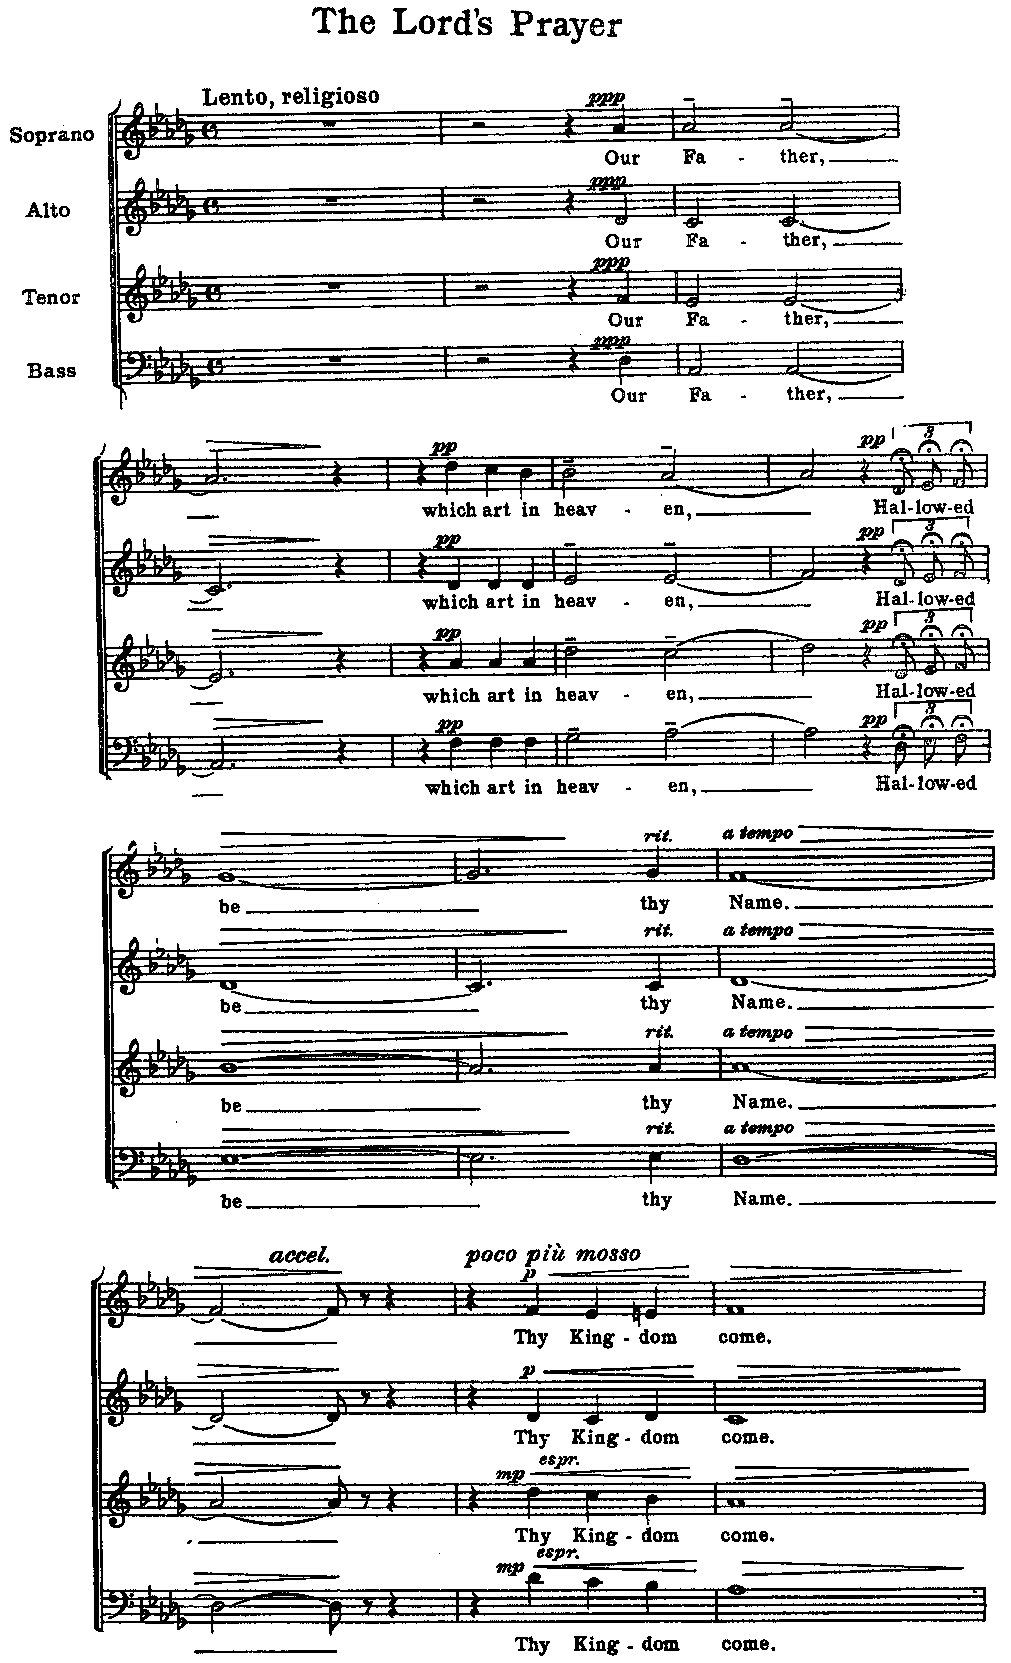 The Lord's Prayer
Lento, religioso
ppp
Soprano
Our Fa - ther,
ppp
Alto
Our Fa - ther,
ppp
Tenor
Our Fa - ther,
ppp
Bass
Our Fa - ther,
pp pp 3
which art in heav - en, Hal-low-ed
pp pp 3
which art in heav - en, Hal-low-ed
pp pp 3
which art in heav - en, Hal-low-ed
pp pp 3
which art in heav - en, Hal-low-ed
rit. a tempo
be thy Name.
rit. a tempo
be thy Name.
rit. a tempo
be thy Name.
rit. a tempo
be thy Name.
accel. poco più mosso
p
Thy King - dom come.
p
Thy King - dom come.
espr.
mp
Thy King - dom come.
espr.
mp
Thy King - dom come.